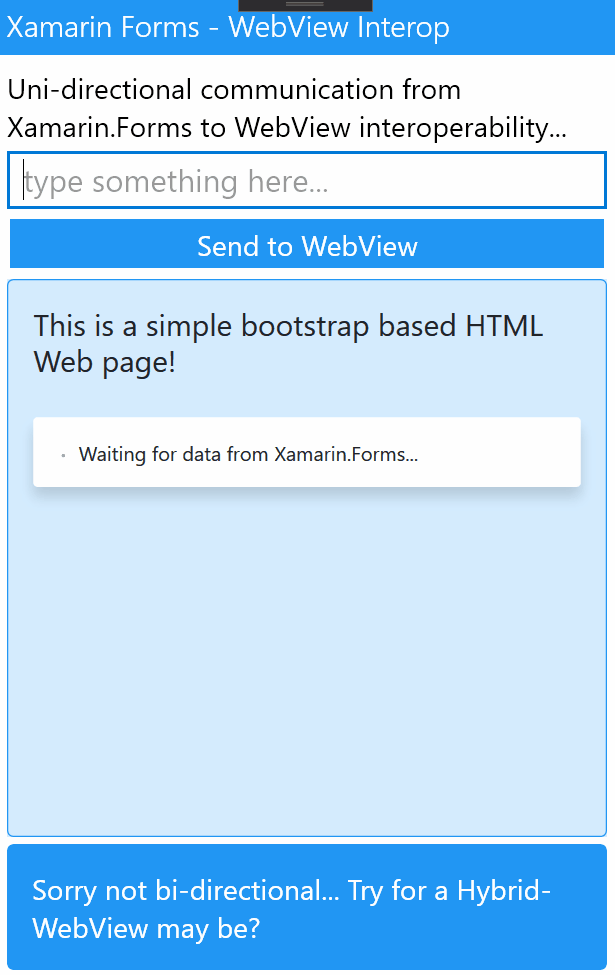 Xamarin Forms - WebView Interop
Uni-directional communication from
Xamarin.Forms to WebView interoperability...
type something here...
Send to WebView
This is a simple bootstrap based HTML
Web page!
Waiting for data from Xamarin.Forms...
Sorry not bi-directional... Try for a Hybrid-
WebView may be?